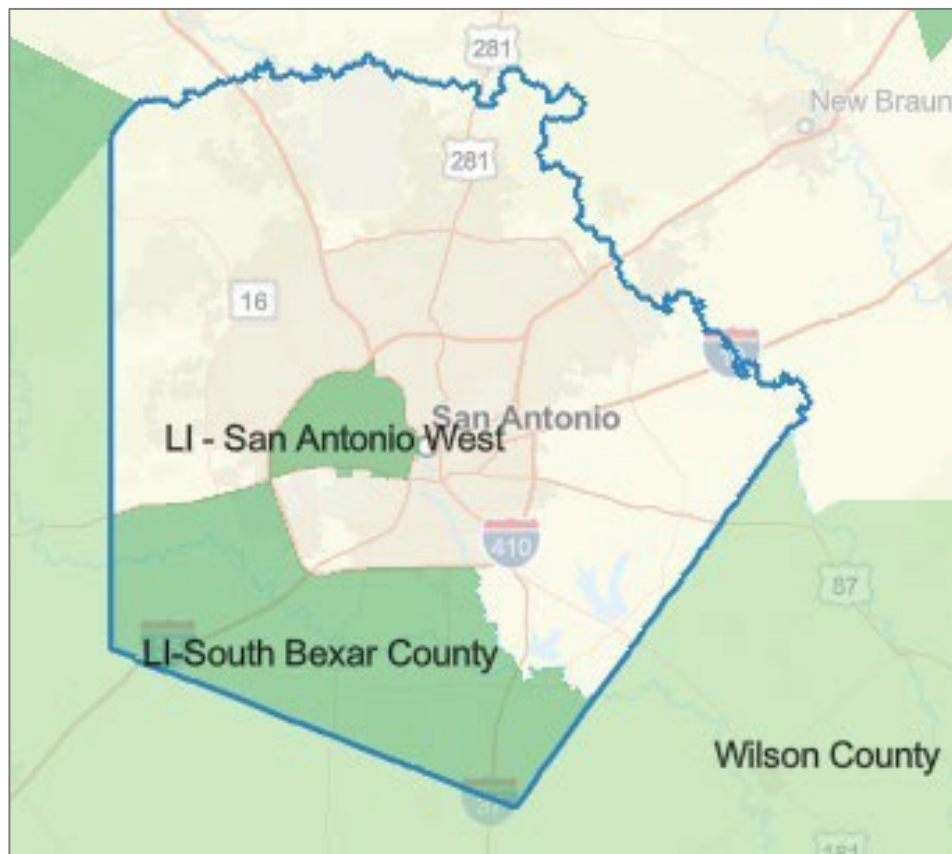 281
New Braun
281
16
San Antonio
LI - San Antonio West
410
87
LI-South Bexar County
Wilson County
181